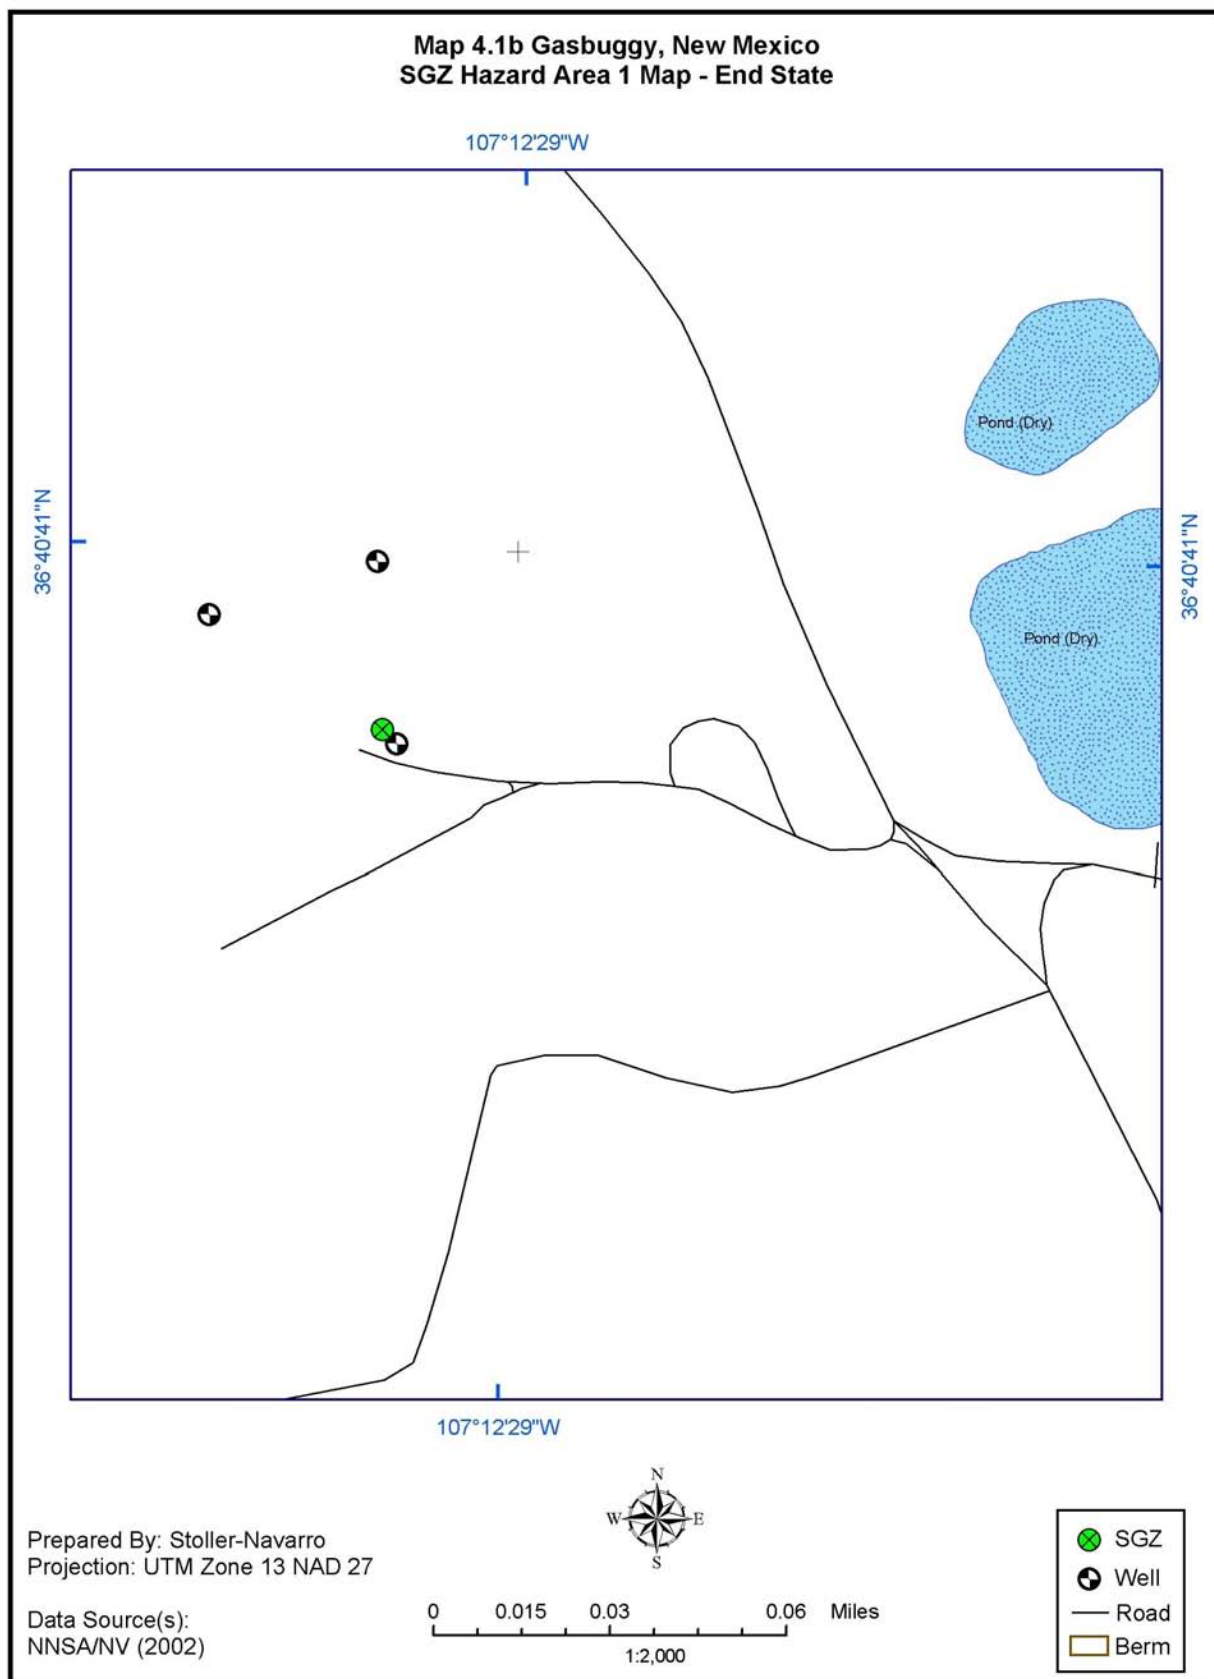 Map 4.1b Gasbuggy, New Mexico
SGZ Hazard Area 1 Map - End State
107°12'29"W
Pond (Dry)
36°40'41"N
36°40'41"N
Pond (Dry)
107°12'29"W
N
W E
S
Prepared By: Stoller-Navarro
Projection: UTM Zone 13 NAD 27
Data Source(s):
NNSA/NV (2002)
0 0.015 0.03 0.06 Miles
1:2,000
SGZ
Well
Road
Berm